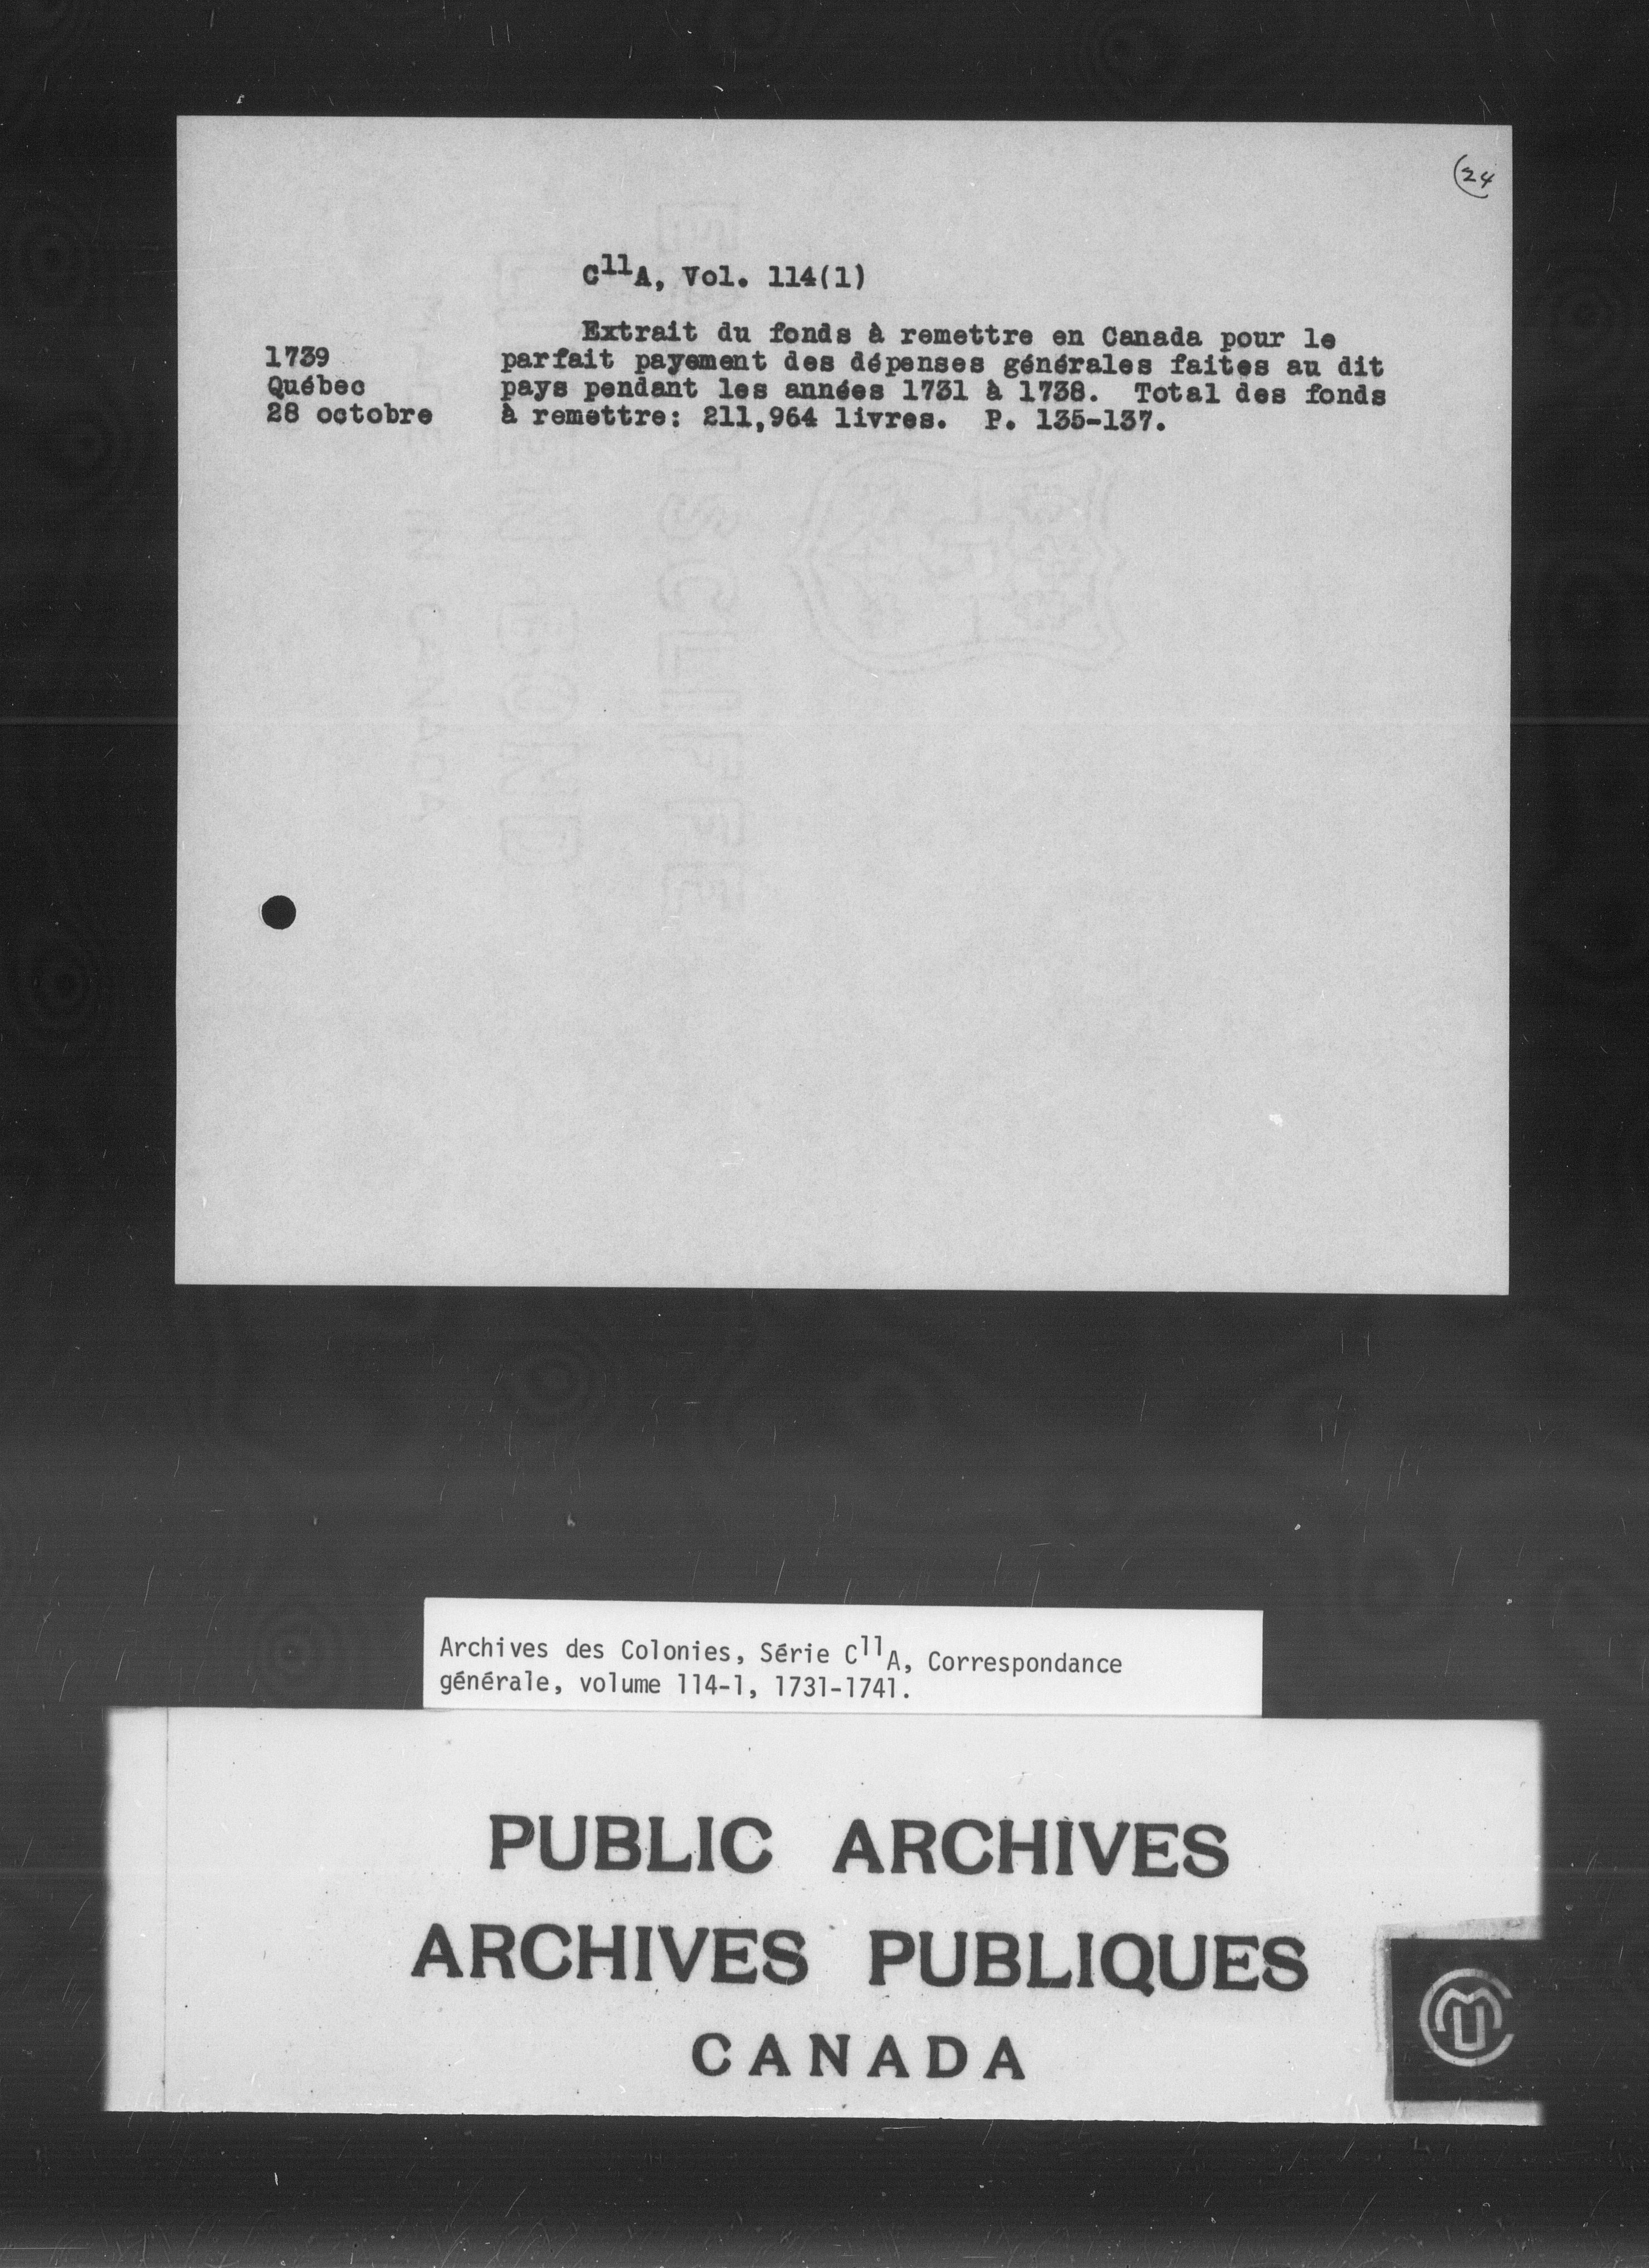 (24
C11A, Vol. 114(1)
1739
Québec
28 octobre
Extrait du fonds à remettre en Canada pour le
parfait payement des dépenses générales faites au dit
pays pendant les années 1731 à 1738. Total des fonds
à remettre: 211,964 livres. P. 135-137.
Archives des Colonies, Série C11A, Correspondance
générale, volume 114-1, 1731-1741.
PUBLIC ARCHIVES
ARCHIVES PUBLIQUES
CANADA